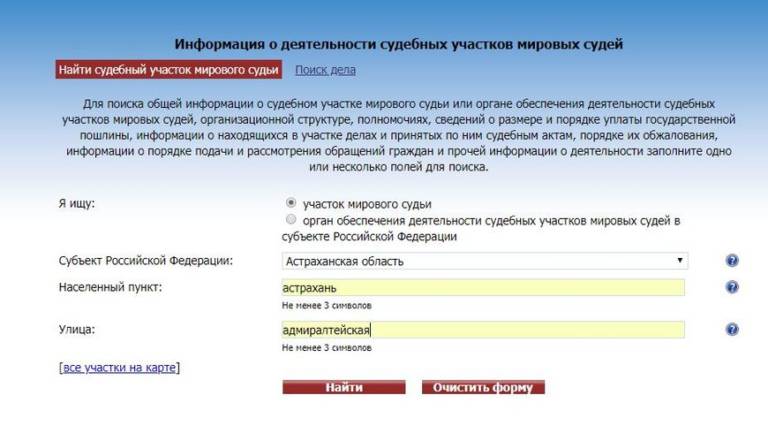 Информация о деятельности судебных участков мировых судей
Найти судебный участок мирового судьи Поиск дела
Для поиска общей информации о судебном участке мирового судьи или органе обеспечения деятельности судебных
участков мировых судей, организационной структуре, полномочиях, сведений о размере и порядке уплаты государственной
пошлины, информации о находящихся в участке делах и принятых по ним судебным актам, порядке их обжалования,
информации о порядке подачи и рассмотрения обращений граждан и прочей информации о деятельности заполните одно
или несколько полей для поиска.
Я ищу: участок мирового судьи
орган обеспечения деятельности судебных участков мировых судей в
субъекте Российской Федерации
Субъект Российской Федерации: Астраханская область
Населенный пункт: астрахань
Не менее 3 символов
Улица: адмиралтейская
Не менее 3 символов
[все участки на карте]
Найти Очистить форму